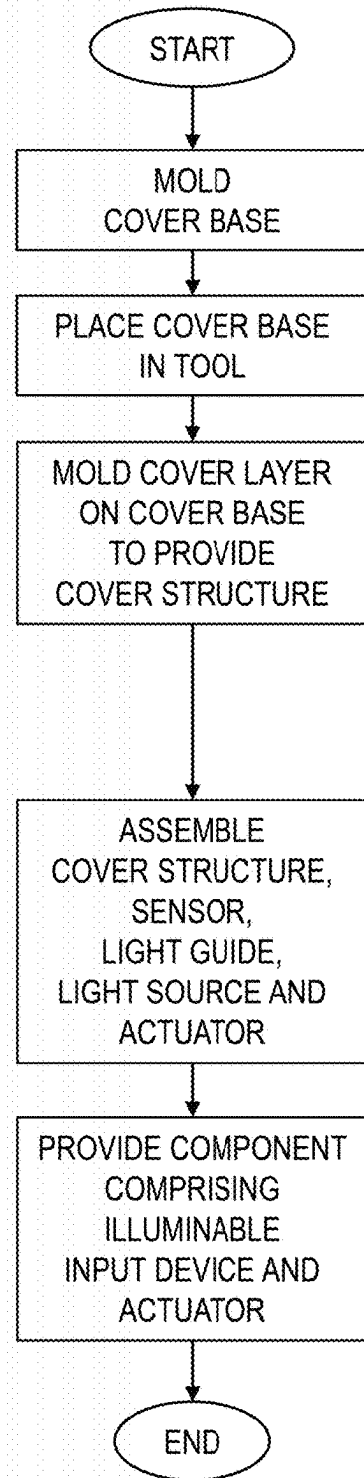 START
MOLD
COVER BASE
PLACE COVER BASE
IN TOOL
MOLD COVER LAYER
ON COVER BASE
TO PROVIDE
COVER STRUCTURE
ASSEMBLE
COVER STRUCTURE,
SENSOR,
LIGHT GUIDE,
LIGHT SOURCE AND
ACTUATOR
PROVIDE COMPONENT
COMPRISING
ILLUMINABLE
INPUT DEVICE AND
ACTUATOR
END